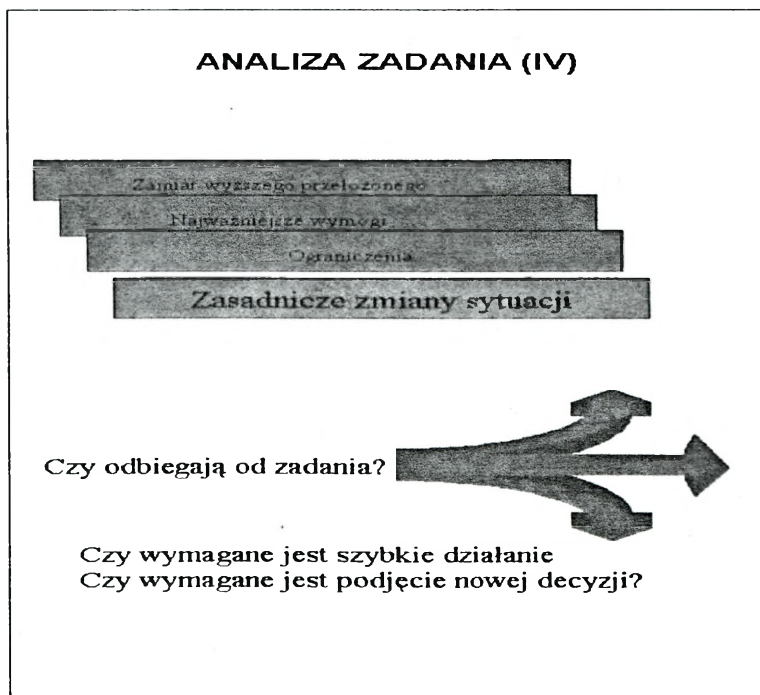 ANALIZA ZADANIA (IV)
Zamiar wyższego przełożonego
Najważniejsze wymogi
Ograniczenia
Zasadnicze zmiany sytuacji
Czy odbiegają od zadania?
Czy wymagane jest szybkie działanie
Czy wymagane jest podjęcie nowej decyzji?